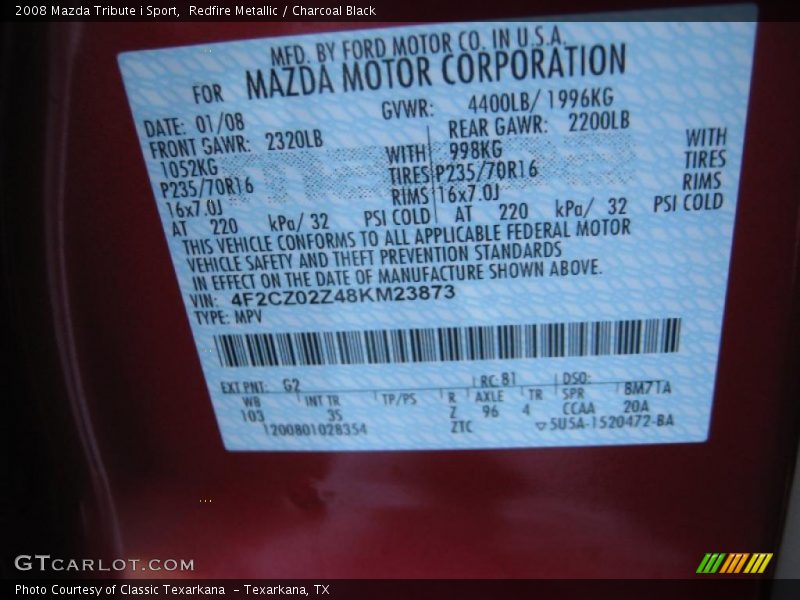 2008 Mazda Tribute i Sport,  Redfire Metallic / Charcoal Black
MFD. BY FORD MOTOR CO. IN U.S.A.
FOR MAZDA MOTOR CORPORATION
DATE: 01/08 GVWR: 4400LB/ 1996KG
FRONT GAWR: 2320LB REAR GAWR: 2200LB
1052KG WITH 998KG WITH
P235/70R16 TIRES P235/70R16 TIRES
16x7.0J RIMS 16x7.0J RIMS
AT 220 kPa/ 32 PSI COLD AT 220 kPa/ 32 PSI COLD
THIS VEHICLE CONFORMS TO ALL APPLICABLE FEDERAL MOTOR
VEHICLE SAFETY AND THEFT PREVENTION STANDARDS
IN EFFECT ON THE DATE OF MANUFACTURE SHOWN ABOVE.
VIN: 4F2CZ02Z48KM23873
TYPE: MPV
EXT PNT: G2 RC: 81 DSO:
WB INT TR TP/PS R AXLE TR SPR 8M71A
103 3S Z 96 4 CCAA 20A
1200801028354 ZTC ▽5U5A-1520472-BA
GTCARLOT.COM
Photo Courtesy of Classic Texarkana  - Texarkana, TX